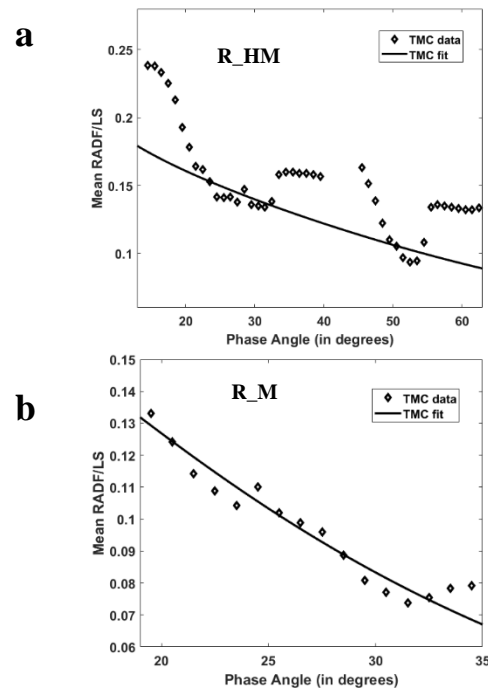 a
R_HM
TMC data
TMC fit
0.25
0.2
0.15
0.1
Mean RADF/LS
20 30 40 50 60
Phase Angle (in degrees)
b
R_M
TMC data
TMC fit
0.15
0.14
0.13
0.12
0.11
0.1
0.09
0.08
0.07
0.06
Mean RADF/LS
20 25 30 35
Phase Angle (in degrees)